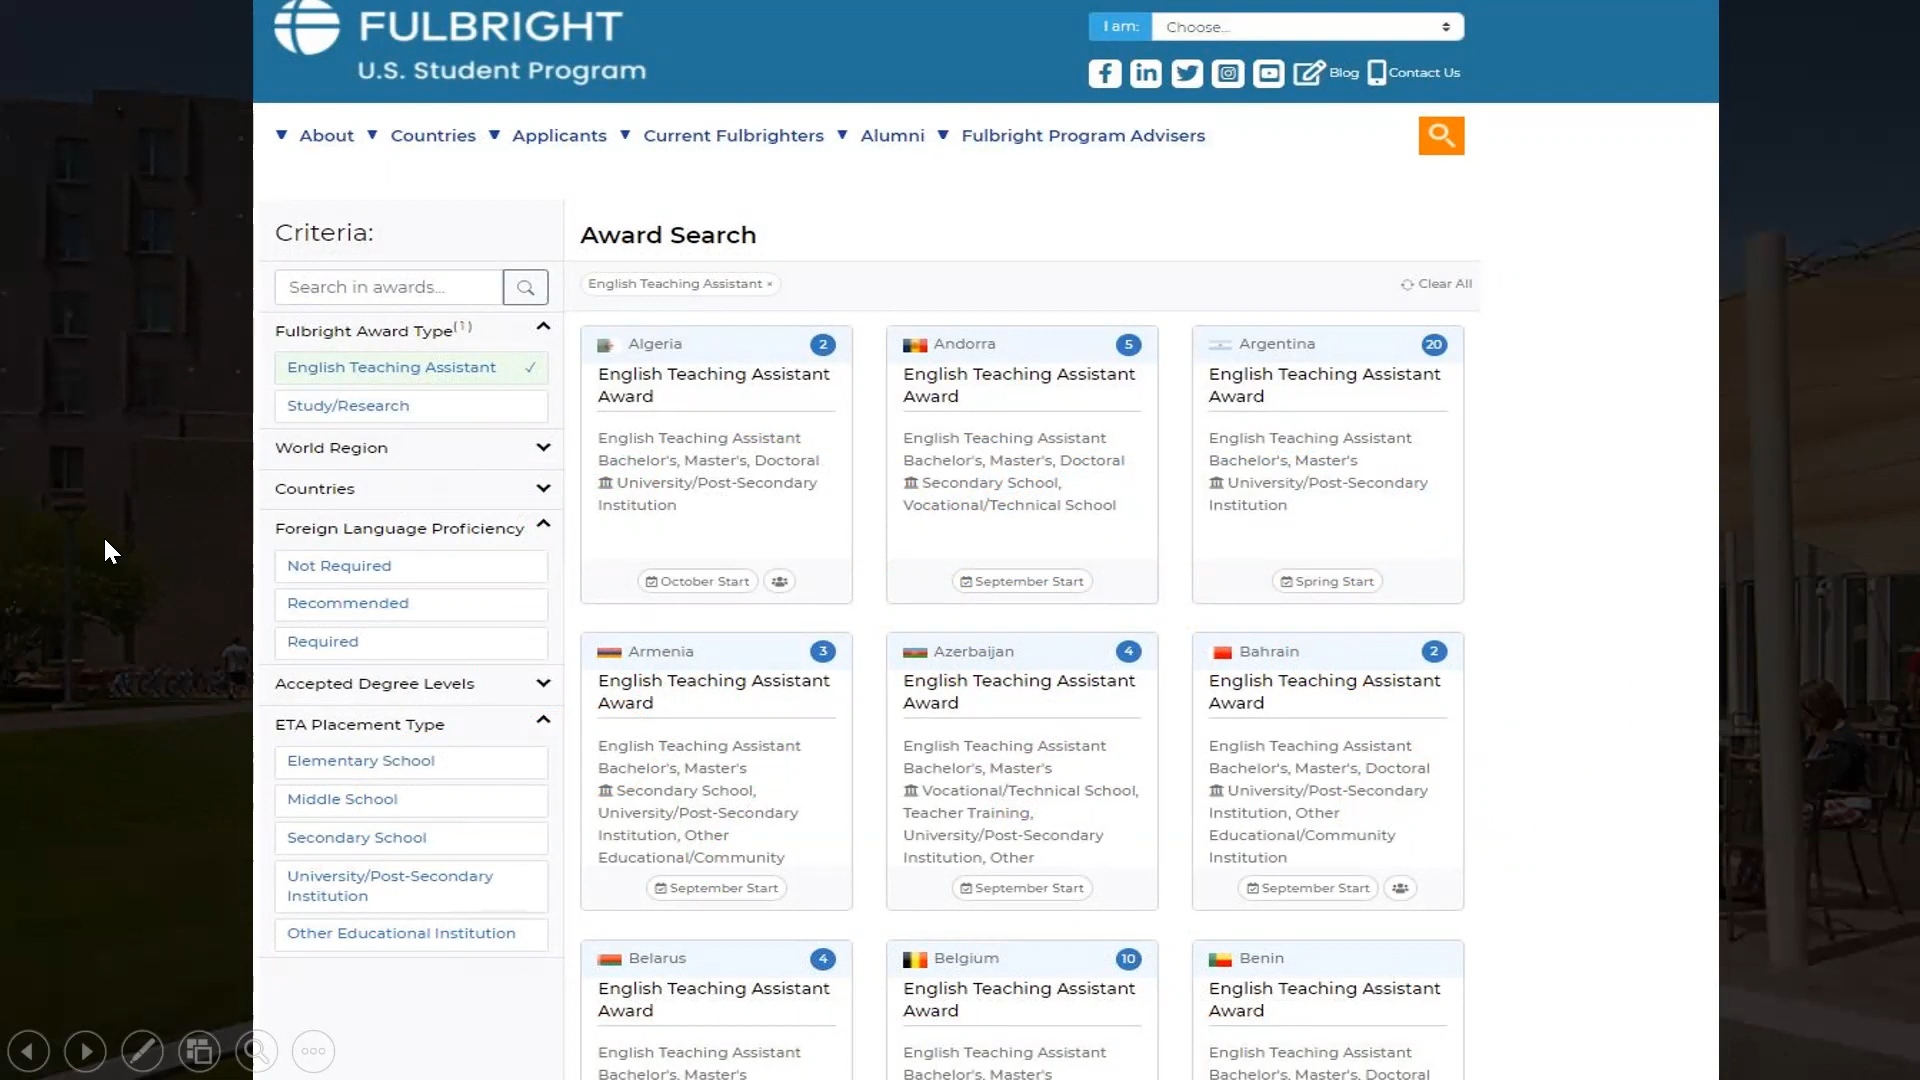 FULBRIGHT
U.S. Student Program
I am: Choose...
Blog Contact Us
About Countries Applicants Current Fulbrighters Alumni Fulbright Program Advisers
Criteria:
Search in awards...
Fulbright Award Type(1)
English Teaching Assistant ✓
Study/Research
World Region
Countries
Foreign Language Proficiency
Not Required
Recommended
Required
Accepted Degree Levels
ETA Placement Type
Elementary School
Middle School
Secondary School
University/Post-Secondary
Institution
Other Educational Institution
Award Search
English Teaching Assistant ×
Clear All
Algeria 2
English Teaching Assistant
Award
English Teaching Assistant
Bachelor's, Master's, Doctoral
University/Post-Secondary
Institution
October Start
Andorra 5
English Teaching Assistant
Award
English Teaching Assistant
Bachelor's, Master's, Doctoral
Secondary School,
Vocational/Technical School
September Start
Argentina 20
English Teaching Assistant
Award
English Teaching Assistant
Bachelor's, Master's
University/Post-Secondary
Institution
Spring Start
Armenia 3
English Teaching Assistant
Award
English Teaching Assistant
Bachelor's, Master's
Secondary School,
University/Post-Secondary
Institution, Other
Educational/Community
September Start
Azerbaijan 4
English Teaching Assistant
Award
English Teaching Assistant
Bachelor's, Master's
Vocational/Technical School,
Teacher Training,
University/Post-Secondary
Institution, Other
September Start
Bahrain 2
English Teaching Assistant
Award
English Teaching Assistant
Bachelor's, Master's, Doctoral
University/Post-Secondary
Institution, Other
Educational/Community
Institution
September Start
Belarus 4
English Teaching Assistant
Award
English Teaching Assistant
Bachelor's, Master's
Belgium 10
English Teaching Assistant
Award
English Teaching Assistant
Bachelor's, Master's
Benin
English Teaching Assistant
Award
English Teaching Assistant
Bachelor's, Master's, Doctoral